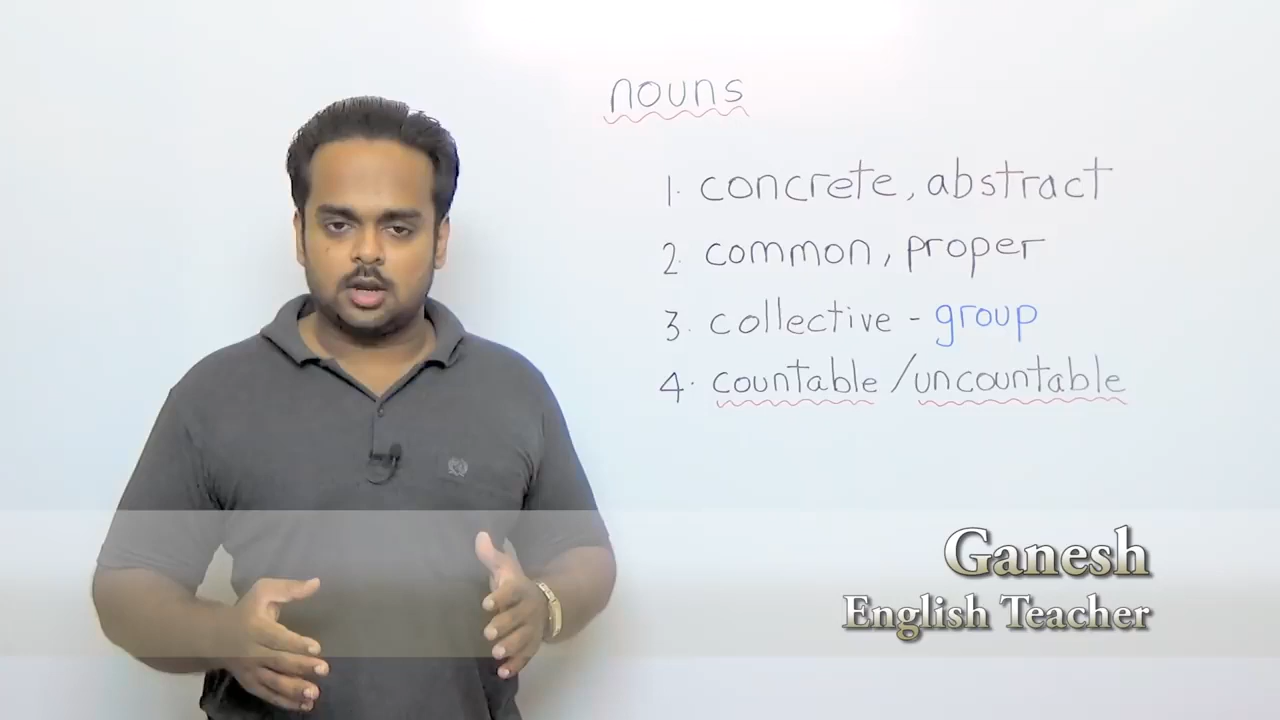 nouns
1. concrete, abstract
2. common, proper
3. collective - group
4. countable / uncountable
Ganesh
English Teacher